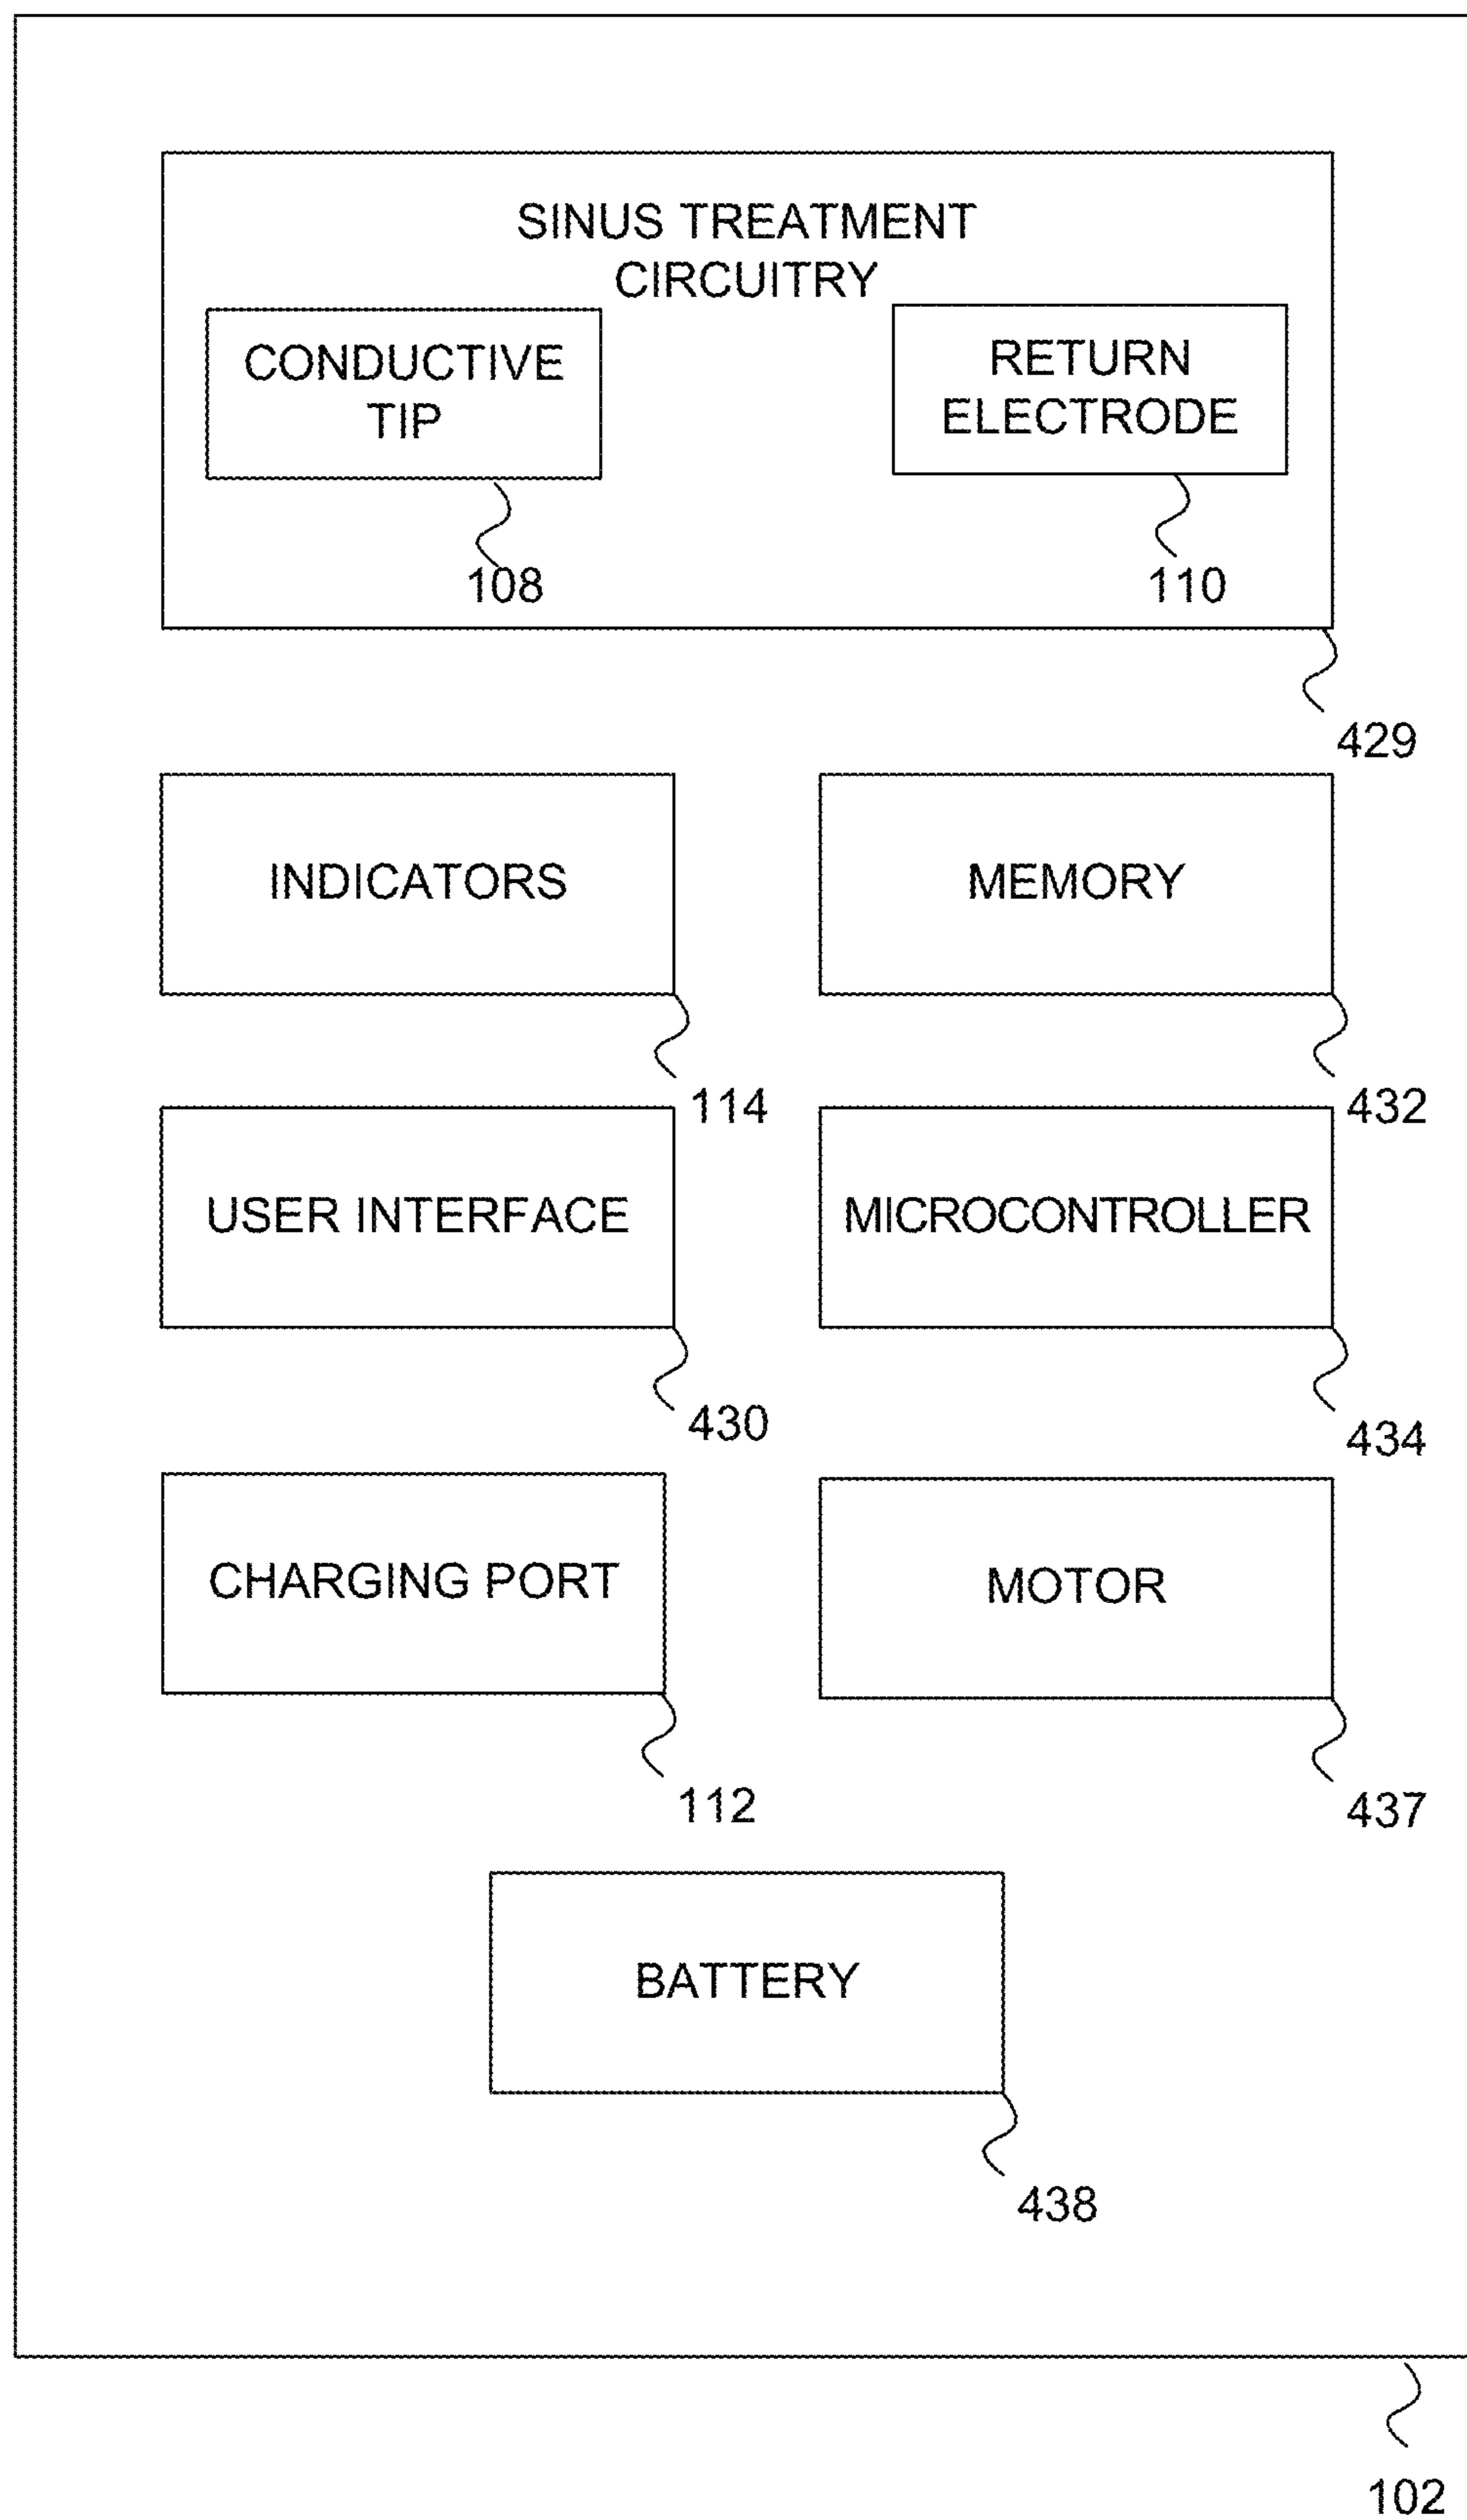 SINUS TREATMENT
CIRCUITRY
CONDUCTIVE
TIP
RETURN
ELECTRODE
108
110
429
INDICATORS
MEMORY
114
432
USER INTERFACE
MICROCONTROLLER
430
434
CHARGING PORT
MOTOR
112
437
BATTERY
438
102